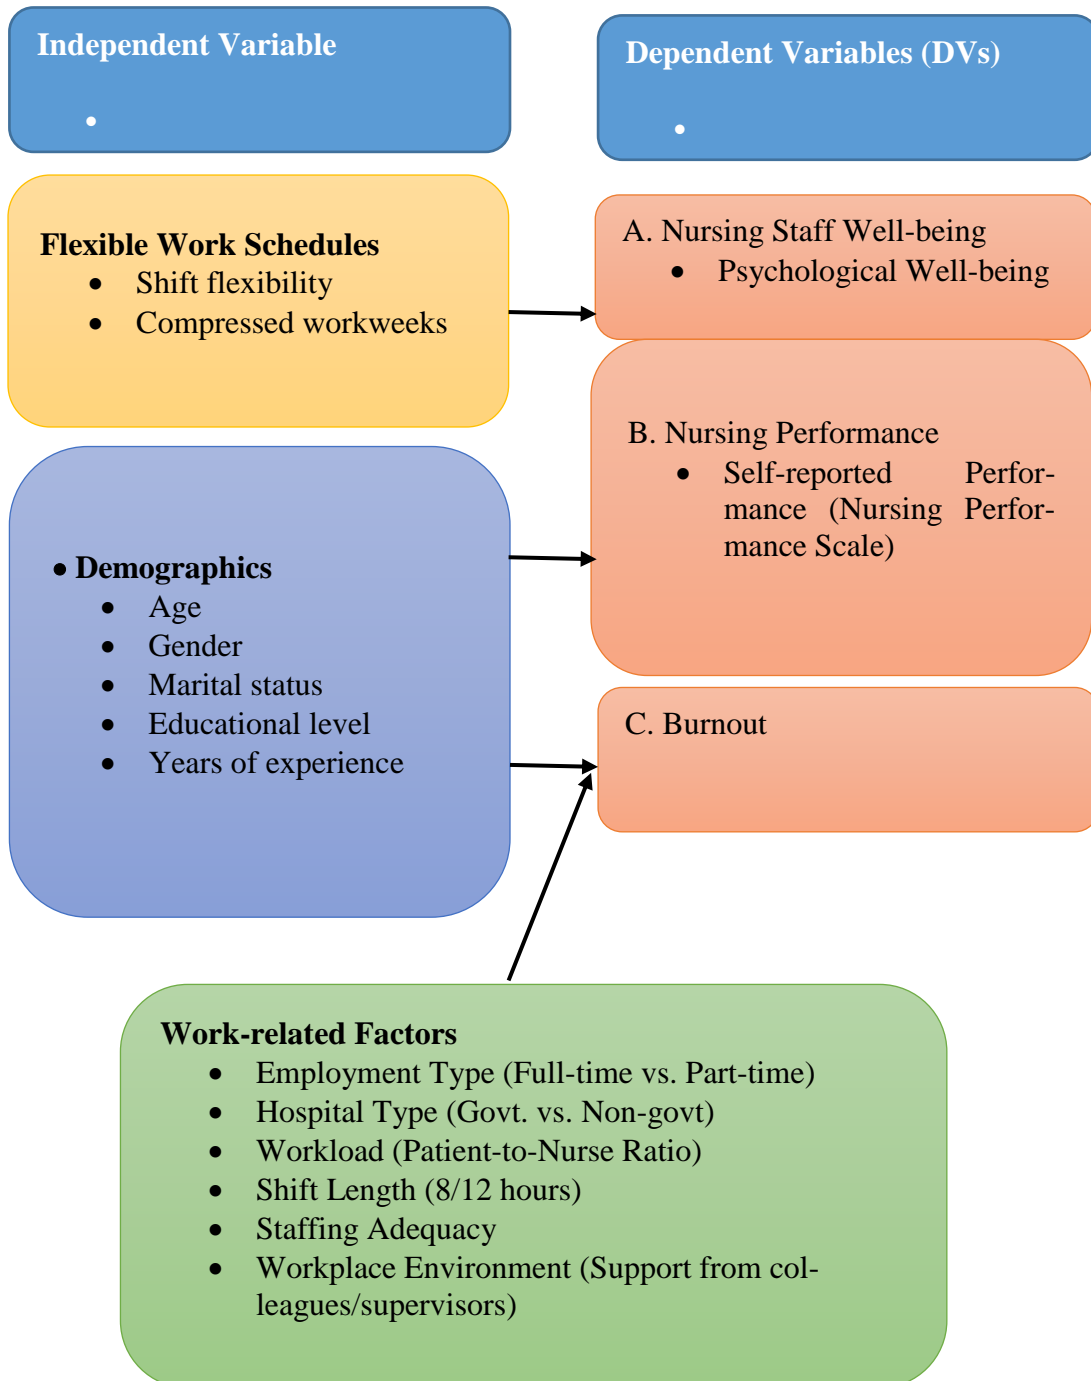 Independent Variable
•
Dependent Variables (DVs)
•
Flexible Work Schedules
• Shift flexibility
• Compressed workweeks
A. Nursing Staff Well-being
• Psychological Well-being
B. Nursing Performance
• Self-reported Perfor-
mance (Nursing Perfor-
mance Scale)
• Demographics
• Age
• Gender
• Marital status
• Educational level
• Years of experience
C. Burnout
Work-related Factors
• Employment Type (Full-time vs. Part-time)
• Hospital Type (Govt. vs. Non-govt)
• Workload (Patient-to-Nurse Ratio)
• Shift Length (8/12 hours)
• Staffing Adequacy
• Workplace Environment (Support from col-
leagues/supervisors)